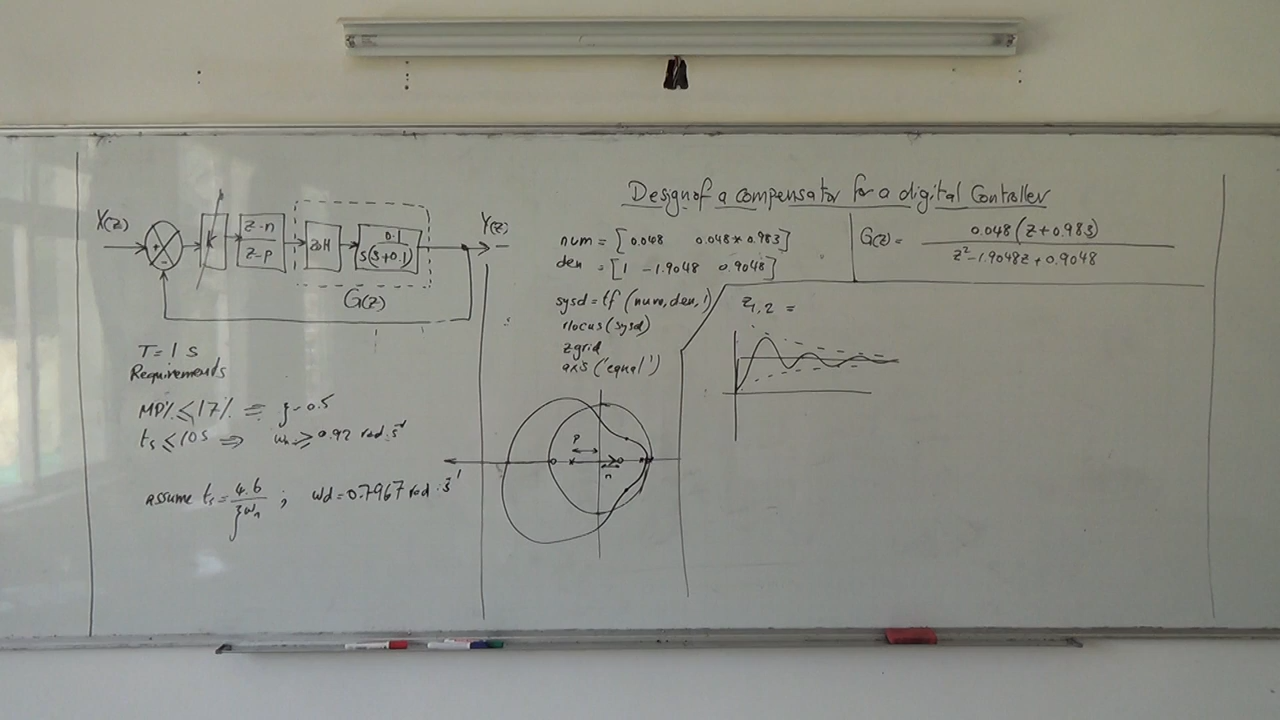 Design of a compensator for a digital Controller
X(z)
K
z-n
z-p
ZOH
0.1
s(s+0.1)
Y(z)
G(z)
T=1 s
Requirements
MP% ≤ 17% ≡ ξ=0.5
ts ≤ 10s ⇒ wn ≥ 0.92 rad.s⁻¹
assume ts = 4.6 / ξwn ; wd = 0.7967 rad.s⁻¹
num = [ 0.048 0.048*0.983]
den = [1 -1.9048 0.9048]
sysd = tf (num, den, 1)
rlocus(sysd)
zgrid
axis ('equal')
P
n
G(z) = 0.048 (z+0.983) / z²-1.9048z+0.9048
z1,2 =